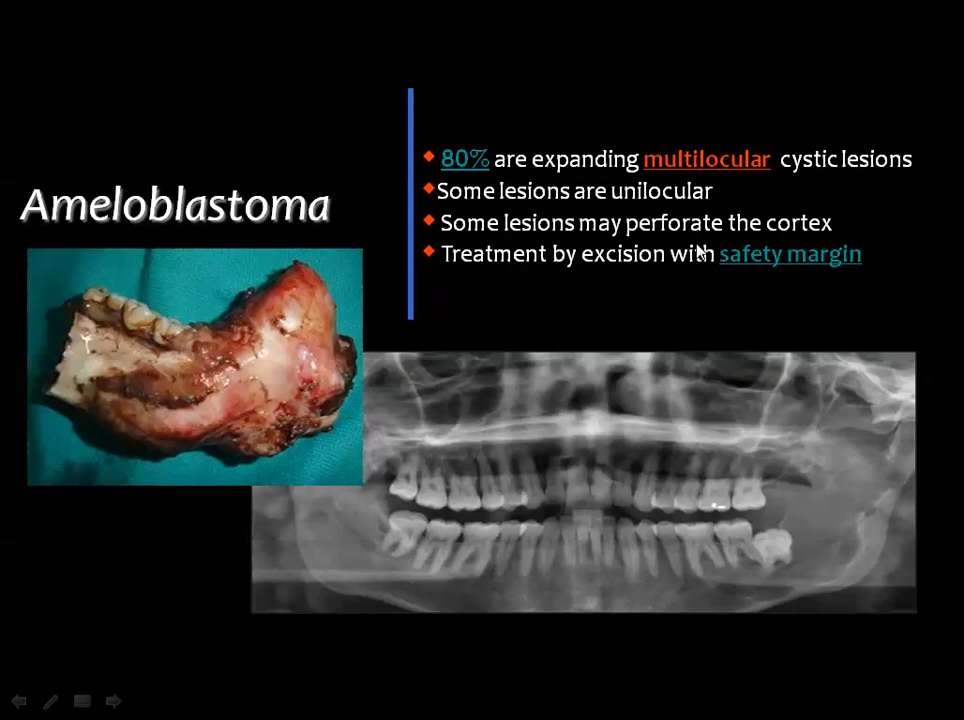 Ameloblastoma
80% are expanding multilocular cystic lesions
Some lesions are unilocular
Some lesions may perforate the cortex
Treatment by excision with safety margin